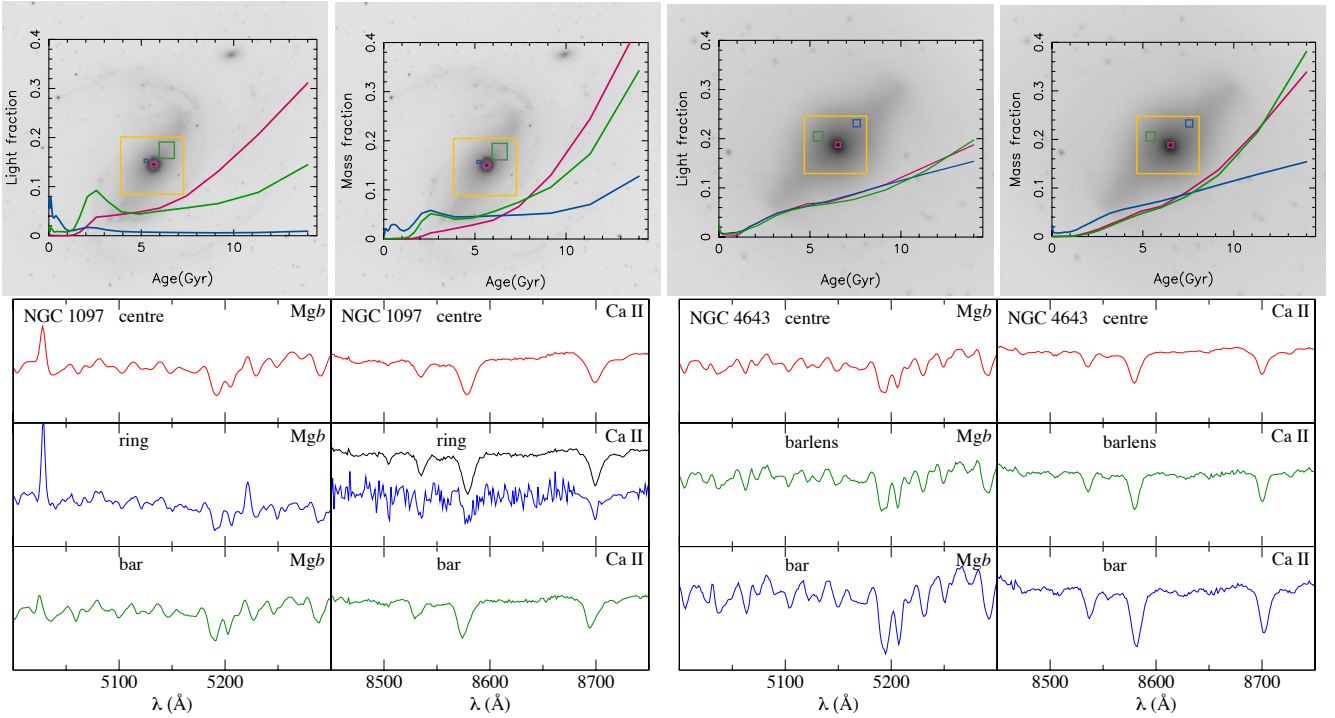 0.4
0.3
0.2
0.1
0
Light fraction
0 5 10
Age(Gyr)
0.4
0.3
0.2
0.1
0
Mass fraction
0 5 10
Age(Gyr)
0.4
0.3
0.2
0.1
0
Light fraction
0 5 10
Age(Gyr)
0.4
0.3
0.2
0.1
0
Mass fraction
0 5 10
Age(Gyr)
NGC 1097 centre Mgb
NGC 1097 centre Ca II
ring Mgb
ring Ca II
bar Mgb
bar Ca II
5100 5200
λ (Å)
8500 8600 8700
λ (Å)
NGC 4643 centre Mgb
NGC 4643 centre Ca II
barlens Mgb
barlens Ca II
bar Mgb
bar Ca II
5100 5200
λ (Å)
8500 8600 8700
λ (Å)